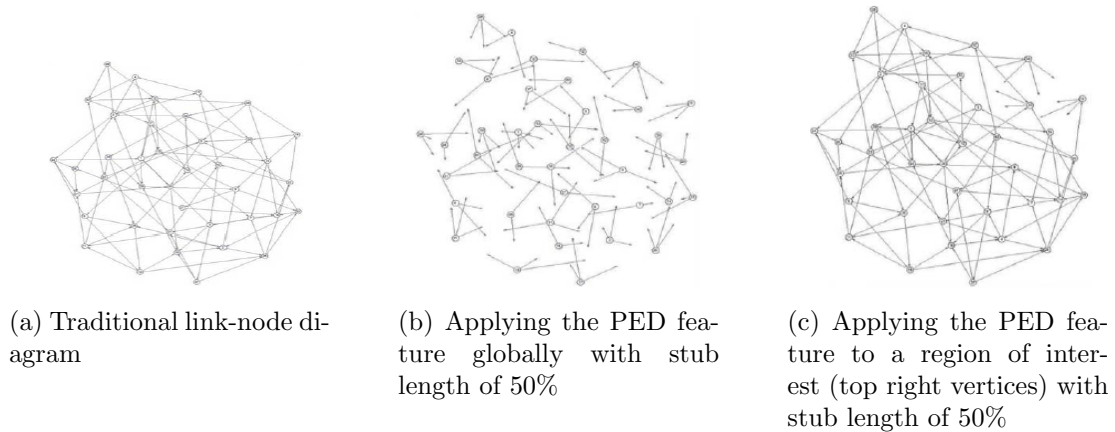 (a) Traditional link-node di-
agram
(b) Applying the PED fea-
ture globally with stub
length of 50%
(c) Applying the PED fea-
ture to a region of inter-
est (top right vertices) with
stub length of 50%